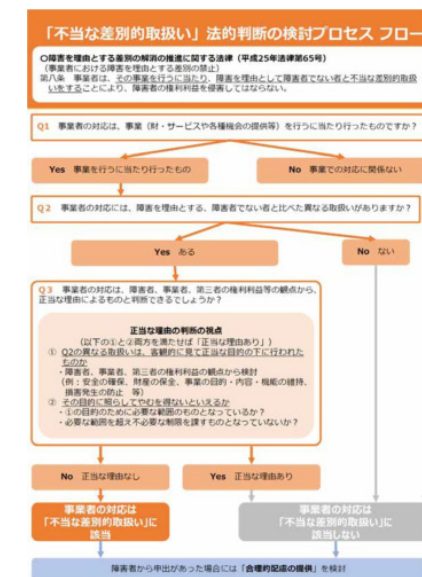 「不当な差別的取扱い」法的判断の検討プロセス フロー
○障害を理由とする差別の解消の推進に関する法律（平成25年法律第65号）
（事業者における障害を理由とする差別の禁止）
第八条 事業者は、その事業を行うに当たり、障害を理由として障害者でない者と不当な差別的取扱
いをすることにより、障害者の権利利益を侵害してはならない。
Q1 事業者の対応は、事業（財・サービスや各種機会の提供等）を行うに当たり行ったものですか？
Yes 事業を行うに当たり行ったもの
No 事業での対応に関係ない
Q2 事業者の対応には、障害を理由とする、障害者でない者と比べた異なる取扱いがありますか？
Yes ある
No ない
Q3 事業者の対応は、障害者、事業者、第三者の権利利益等の観点から、
正当な理由によるものと判断できるでしょうか？
正当な理由の判断の視点
（以下の①と②両方を満たせば「正当な理由あり」）
① Q2の異なる取扱いは、客観的に見て正当な目的の下に行われた
ものか
・障害者、事業者、第三者の権利利益の観点から検討
（例：安全の確保、財産の保全、事業の目的・内容・機能の維持、
損害発生の防止 等）
② その目的に照らしてやむを得ないといえるか
・①の目的のために必要な範囲のものとなっているか？
・必要な範囲を超え不必要な制限を課すものとなっていないか？
No 正当な理由なし
Yes 正当な理由あり
事業者の対応は
「不当な差別的取扱い」に
該当
事業者の対応は
「不当な差別的取扱い」に
該当しない
障害者から申出があった場合には「合理的配慮の提供」を検討